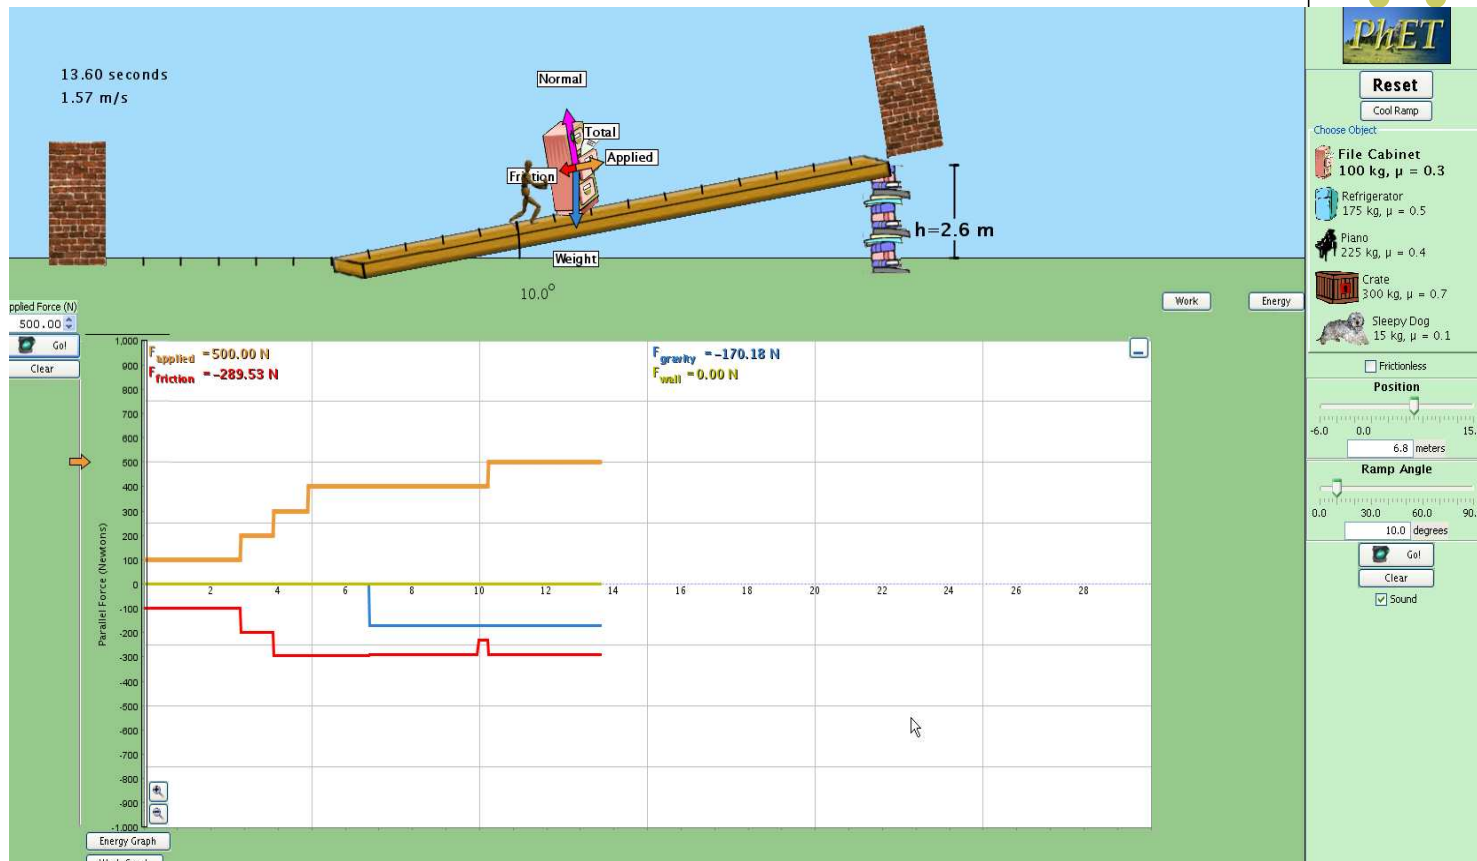 13.60 seconds
1.57 m/s
Normal
Total
Applied
Friction
Weight
h=2.6 m
10.0°
Work
Energy
pplied Force (N)
500.00
Go!
Clear
F applied = 500.00 N
F friction = -289.53 N
F gravity = -170.18 N
F wall = 0.00 N
Parallel Force (Newtons)
1,000
900
800
700
600
500
400
300
200
100
0
-100
-200
-300
-400
-500
-600
-700
-800
-900
-1,000
2 4 6 8 10 12 14 16 18 20 22 24 26 28
Energy Graph
PhET
Reset
Cool Ramp
Choose Object
File Cabinet
100 kg, μ = 0.3
Refrigerator
175 kg, μ = 0.5
Piano
225 kg, μ = 0.4
Crate
300 kg, μ = 0.7
Sleepy Dog
15 kg, μ = 0.1
Frictionless
Position
-6.0 0.0 15.
6.8 meters
Ramp Angle
0.0 30.0 60.0 90.
10.0 degrees
Go!
Clear
Sound